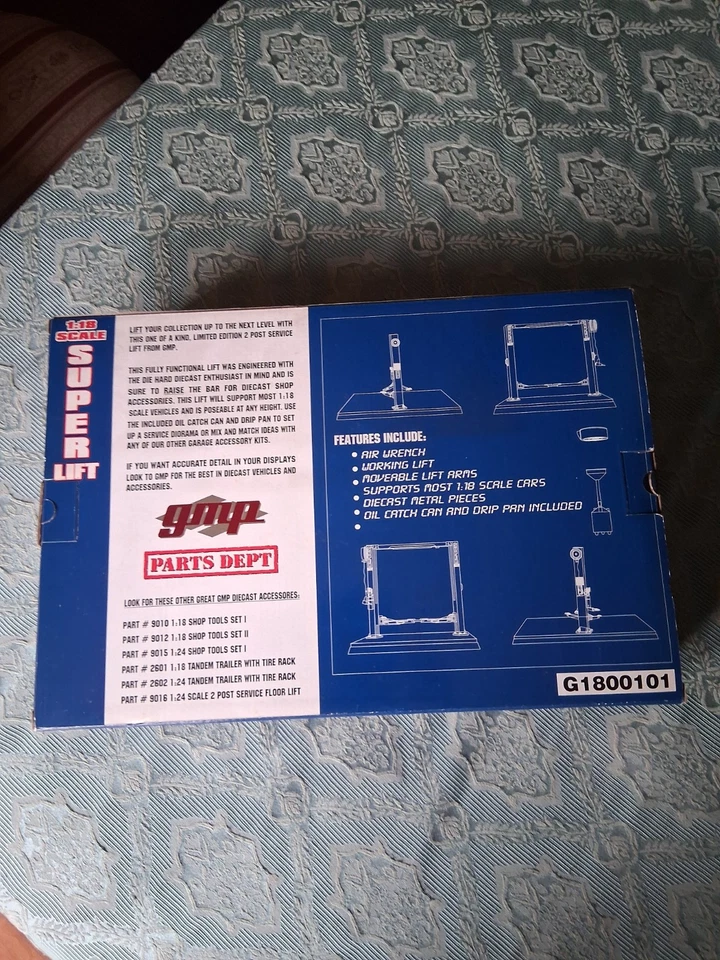 1:18
SCALE
SUPER
LIFT
LIFT YOUR COLLECTION UP TO THE NEXT LEVEL WITH
THIS ONE OF A KIND, LIMITED EDITION 2 POST SERVICE
LIFT FROM GMP.
THIS FULLY FUNCTIONAL LIFT WAS ENGINEERED WITH
THE DIE HARD DIECAST ENTHUSIAST IN MIND AND IS
SURE TO RAISE THE BAR FOR DIECAST SHOP
ACCESSORIES. THIS LIFT WILL SUPPORT MOST 1:18
SCALE VEHICLES AND IS POSEABLE AT ANY HEIGHT. USE
THE INCLUDED OIL CATCH CAN AND DRIP PAN TO SET
UP A SERVICE DIORAMA OR MIX AND MATCH IDEAS WITH
ANY OF OUR OTHER GARAGE ACCESSORY KITS.
IF YOU WANT ACCURATE DETAIL IN YOUR DISPLAYS
LOOK TO GMP FOR THE BEST IN DIECAST VEHICLES AND
ACCESSORIES.
gmp
PARTS DEPT
LOOK FOR THESE OTHER GREAT GMP DIECAST ACCESSORES:
PART # 9010 1:18 SHOP TOOLS SET I
PART # 9012 1:18 SHOP TOOLS SET II
PART # 9015 1:24 SHOP TOOLS SET I
PART # 2601 1:18 TANDEM TRAILER WITH TIRE RACK
PART # 2602 1:24 TANDEM TRAILER WITH TIRE RACK
PART # 9016 1:24 SCALE 2 POST SERVICE FLOOR LIFT
FEATURES INCLUDE:
• AIR WRENCH
• WORKING LIFT
• MOVEABLE LIFT ARMS
• SUPPORTS MOST 1:18 SCALE CARS
• DIECAST METAL PIECES
• OIL CATCH CAN AND DRIP PAN INCLUDED
•
G1800101